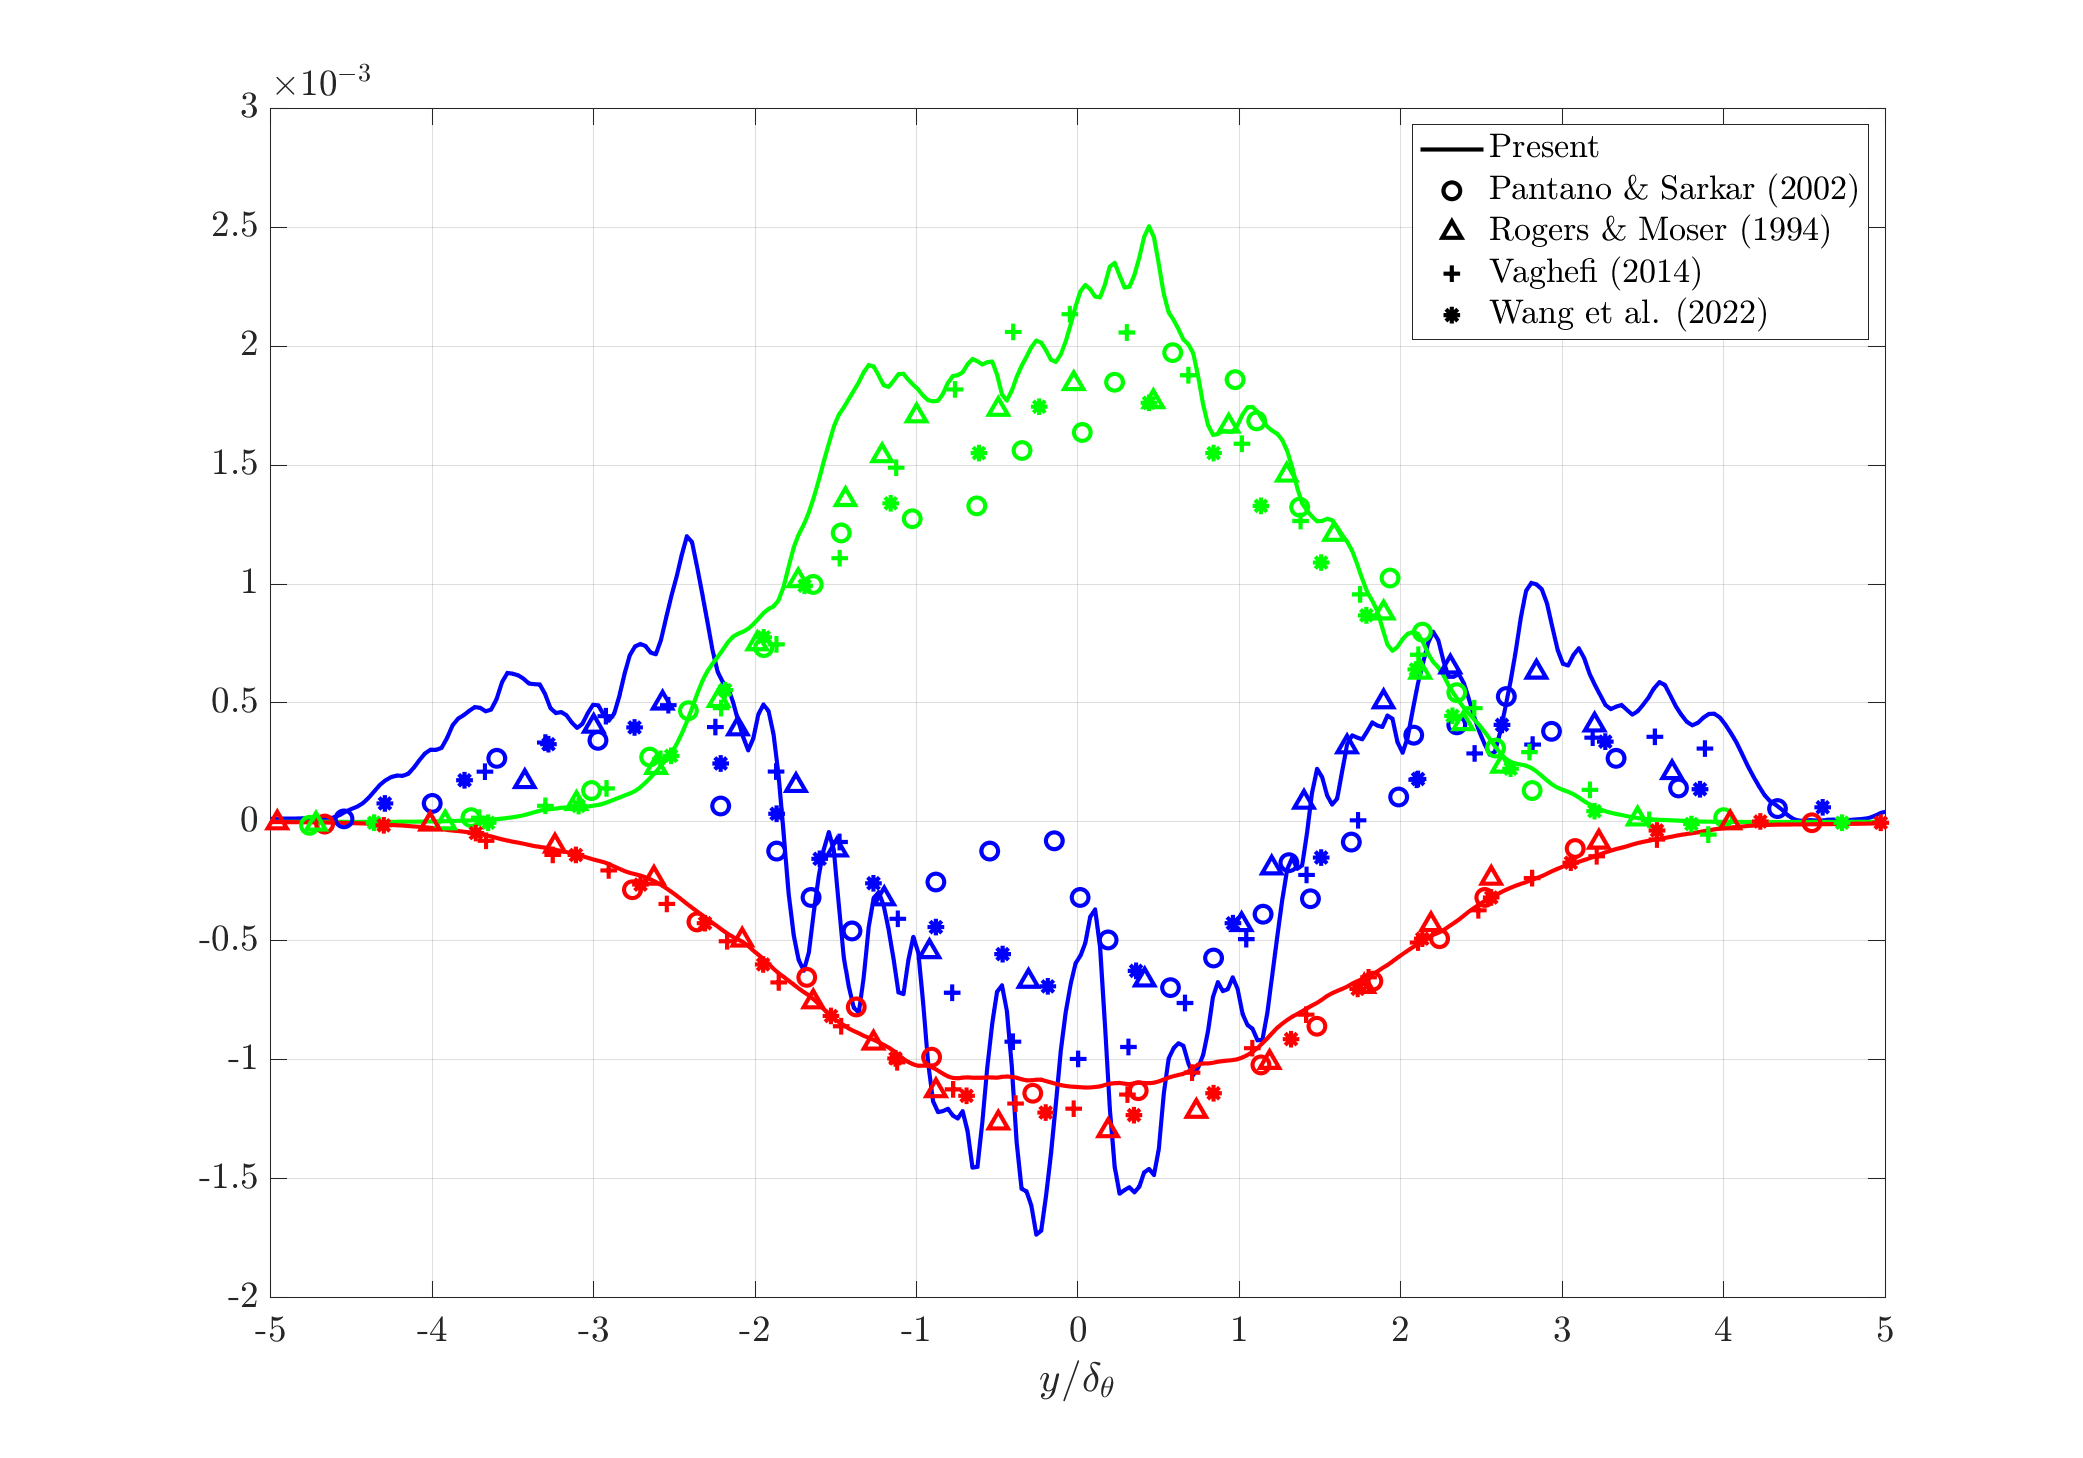 ×10⁻³
3
2.5
2
1.5
1
0.5
0
-0.5
-1
-1.5
-2
-5 -4 -3 -2 -1 0 1 2 3 4 5
y/δ_θ
Present
Pantano & Sarkar (2002)
Rogers & Moser (1994)
Vaghefi (2014)
Wang et al. (2022)